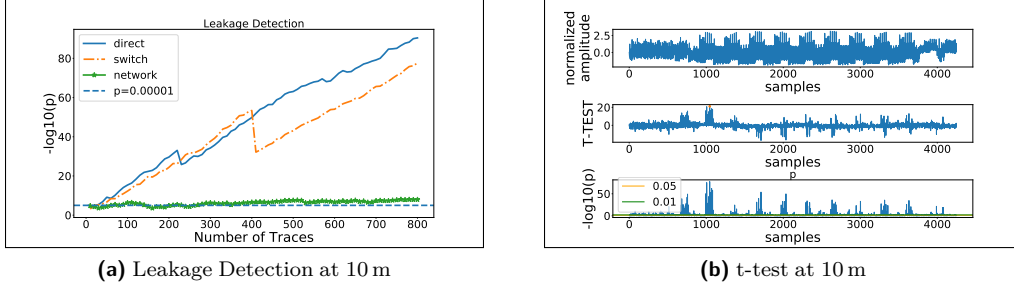 Leakage Detection
direct
switch
network
p=0.00001
-log10(p)
80
60
40
20
0
0 100 200 300 400 500 600 700 800
Number of Traces
(a) Leakage Detection at 10 m
normalized
amplitude
2.5
0.0
0 1000 2000 3000 4000
samples
T-TEST
20
0
0 1000 2000 3000 4000
samples
p
-log10(p)
50
0
0.05
0.01
0 1000 2000 3000 4000
samples
(b) t-test at 10 m